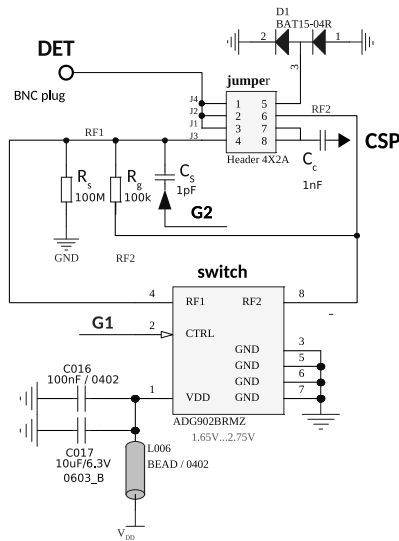 D1
BAT15-04R
2
1
3
DET
BNC plug
jumper
J4
J2
J1
J3
1
2
3
4
5
6
7
8
RF2
CSP
RF1
Header 4X2A
Cc
1nF
Rs
100M
Rg
100k
Cs
1pF
G2
GND
RF2
switch
4
RF1
RF2
8
G1
2
CTRL
GND
3
GND
5
GND
6
1
VDD
GND
7
C016
100nF / 0402
ADG902BRMZ
1.65V...2.75V
C017
10uF/6.3V
0603_B
L006
BEAD / 0402
VDD